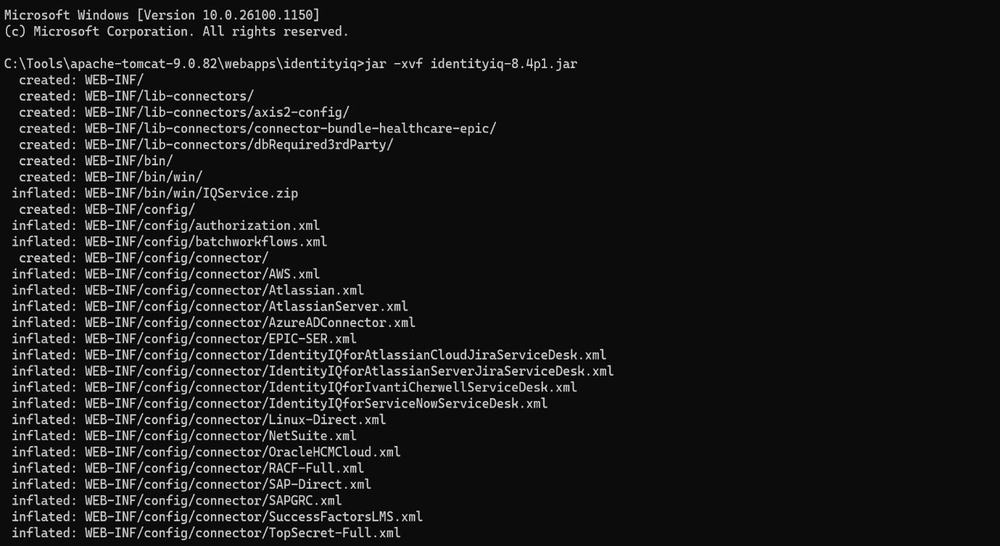 Microsoft Windows [Version 10.0.26100.1150]
(c) Microsoft Corporation. All rights reserved.

C:\Tools\apache-tomcat-9.0.82\webapps\identityiq>jar -xvf identityiq-8.4p1.jar
  created: WEB-INF/
  created: WEB-INF/lib-connectors/
  created: WEB-INF/lib-connectors/axis2-config/
  created: WEB-INF/lib-connectors/connector-bundle-healthcare-epic/
  created: WEB-INF/lib-connectors/dbRequired3rdParty/
  created: WEB-INF/bin/
  created: WEB-INF/bin/win/
 inflated: WEB-INF/bin/win/IQService.zip
  created: WEB-INF/config/
 inflated: WEB-INF/config/authorization.xml
 inflated: WEB-INF/config/batchworkflows.xml
  created: WEB-INF/config/connector/
 inflated: WEB-INF/config/connector/AWS.xml
 inflated: WEB-INF/config/connector/Atlassian.xml
 inflated: WEB-INF/config/connector/AtlassianServer.xml
 inflated: WEB-INF/config/connector/AzureADConnector.xml
 inflated: WEB-INF/config/connector/EPIC-SER.xml
 inflated: WEB-INF/config/connector/IdentityIQforAtlassianCloudJiraServiceDesk.xml
 inflated: WEB-INF/config/connector/IdentityIQforAtlassianServerJiraServiceDesk.xml
 inflated: WEB-INF/config/connector/IdentityIQforIvantiCherwellServiceDesk.xml
 inflated: WEB-INF/config/connector/IdentityIQforServiceNowServiceDesk.xml
 inflated: WEB-INF/config/connector/Linux-Direct.xml
 inflated: WEB-INF/config/connector/NetSuite.xml
 inflated: WEB-INF/config/connector/OracleHCMCloud.xml
 inflated: WEB-INF/config/connector/RACF-Full.xml
 inflated: WEB-INF/config/connector/SAP-Direct.xml
 inflated: WEB-INF/config/connector/SAPGRC.xml
 inflated: WEB-INF/config/connector/SuccessFactorsLMS.xml
 inflated: WEB-INF/config/connector/TopSecret-Full.xml